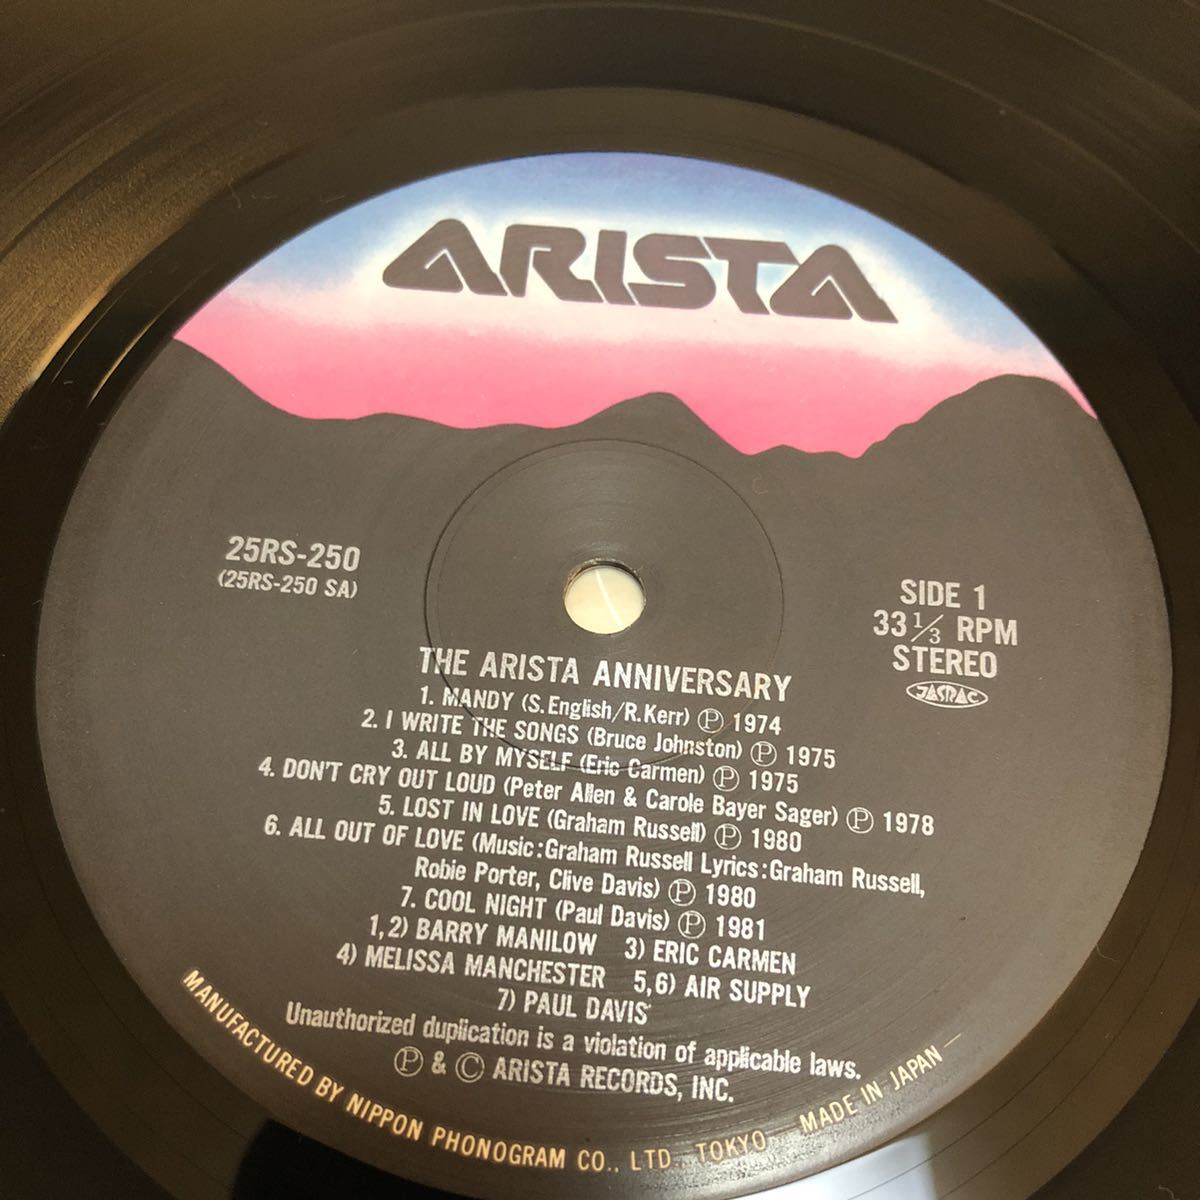 ARISTA
25RS-250
(25RS-250 SA)
SIDE 1
33 1/3 RPM
STEREO
JASRAC
THE ARISTA ANNIVERSARY
1. MANDY (S. English/R. Kerr) Ⓟ 1974
2. I WRITE THE SONGS (Bruce Johnston) Ⓟ 1975
3. ALL BY MYSELF (Eric Carmen) Ⓟ 1975
4. DON'T CRY OUT LOUD (Peter Allen & Carole Bayer Sager) Ⓟ 1978
5. LOST IN LOVE (Graham Russell) Ⓟ 1980
6. ALL OUT OF LOVE (Music:Graham Russell Lyrics:Graham Russell,
Robie Porter, Clive Davis) Ⓟ 1980
7. COOL NIGHT (Paul Davis) Ⓟ 1981
1,2) BARRY MANILOW 3) ERIC CARMEN
4) MELISSA MANCHESTER 5,6) AIR SUPPLY
7) PAUL DAVIS
Unauthorized duplication is a violation of applicable laws.
Ⓟ & © ARISTA RECORDS, INC.
MANUFACTURED BY NIPPON PHONOGRAM CO., LTD., TOKYO, MADE IN JAPAN —